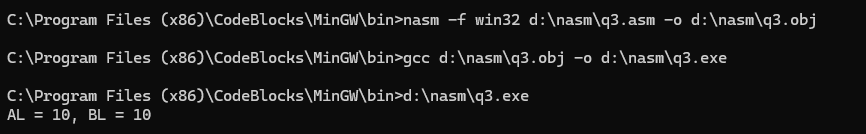 C:\Program Files (x86)\CodeBlocks\MinGW\bin>nasm -f win32 d:\nasm\q3.asm -o d:\nasm\q3.obj
C:\Program Files (x86)\CodeBlocks\MinGW\bin>gcc d:\nasm\q3.obj -o d:\nasm\q3.exe
C:\Program Files (x86)\CodeBlocks\MinGW\bin>d:\nasm\q3.exe
AL = 10, BL = 10